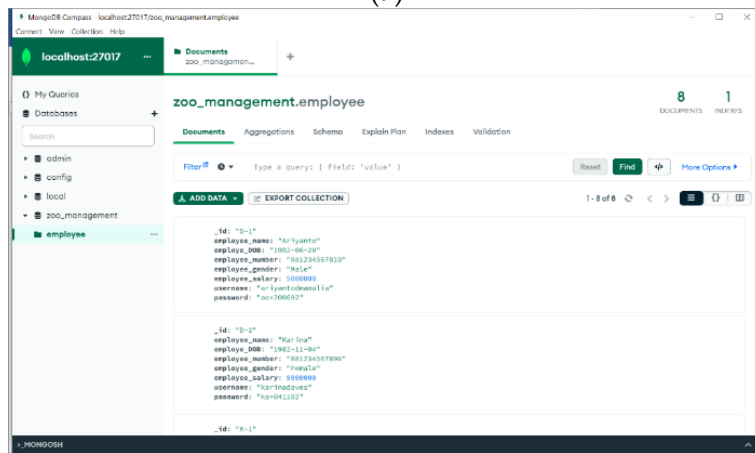 MongoDB Compass - localhost:27017/zoo_management.employee
Connect View Collection Help
localhost:27017 ...
Documents
zoo_managemen...
+
{} My Queries
Databases +
Search
admin
config
local
zoo_management
employee ...
zoo_management.employee
8
DOCUMENTS
1
INDEXES
Documents Aggregations Schema Explain Plan Indexes Validation
Filter Type a query: { field: 'value' } Reset Find </> More Options
ADD DATA EXPORT COLLECTION 1 - 8 of 8 {}
_id: "D-1"
employee_name: "Ariyanto"
employee_DOB: "1992-06-20"
employee_number: "081234567810"
employee_gender: "Male"
employee_salary: 5000000
username: "ariyantodmamalia"
password: "ao+200692"
_id: "D-2"
employee_name: "Karina"
employee_DOB: "1982-11-04"
employee_number: "081234567890"
employee_gender: "Female"
employee_salary: 5000000
username: "karinadaves"
password: "ka+041182"
_id: "K-1"
>_MONGOSH